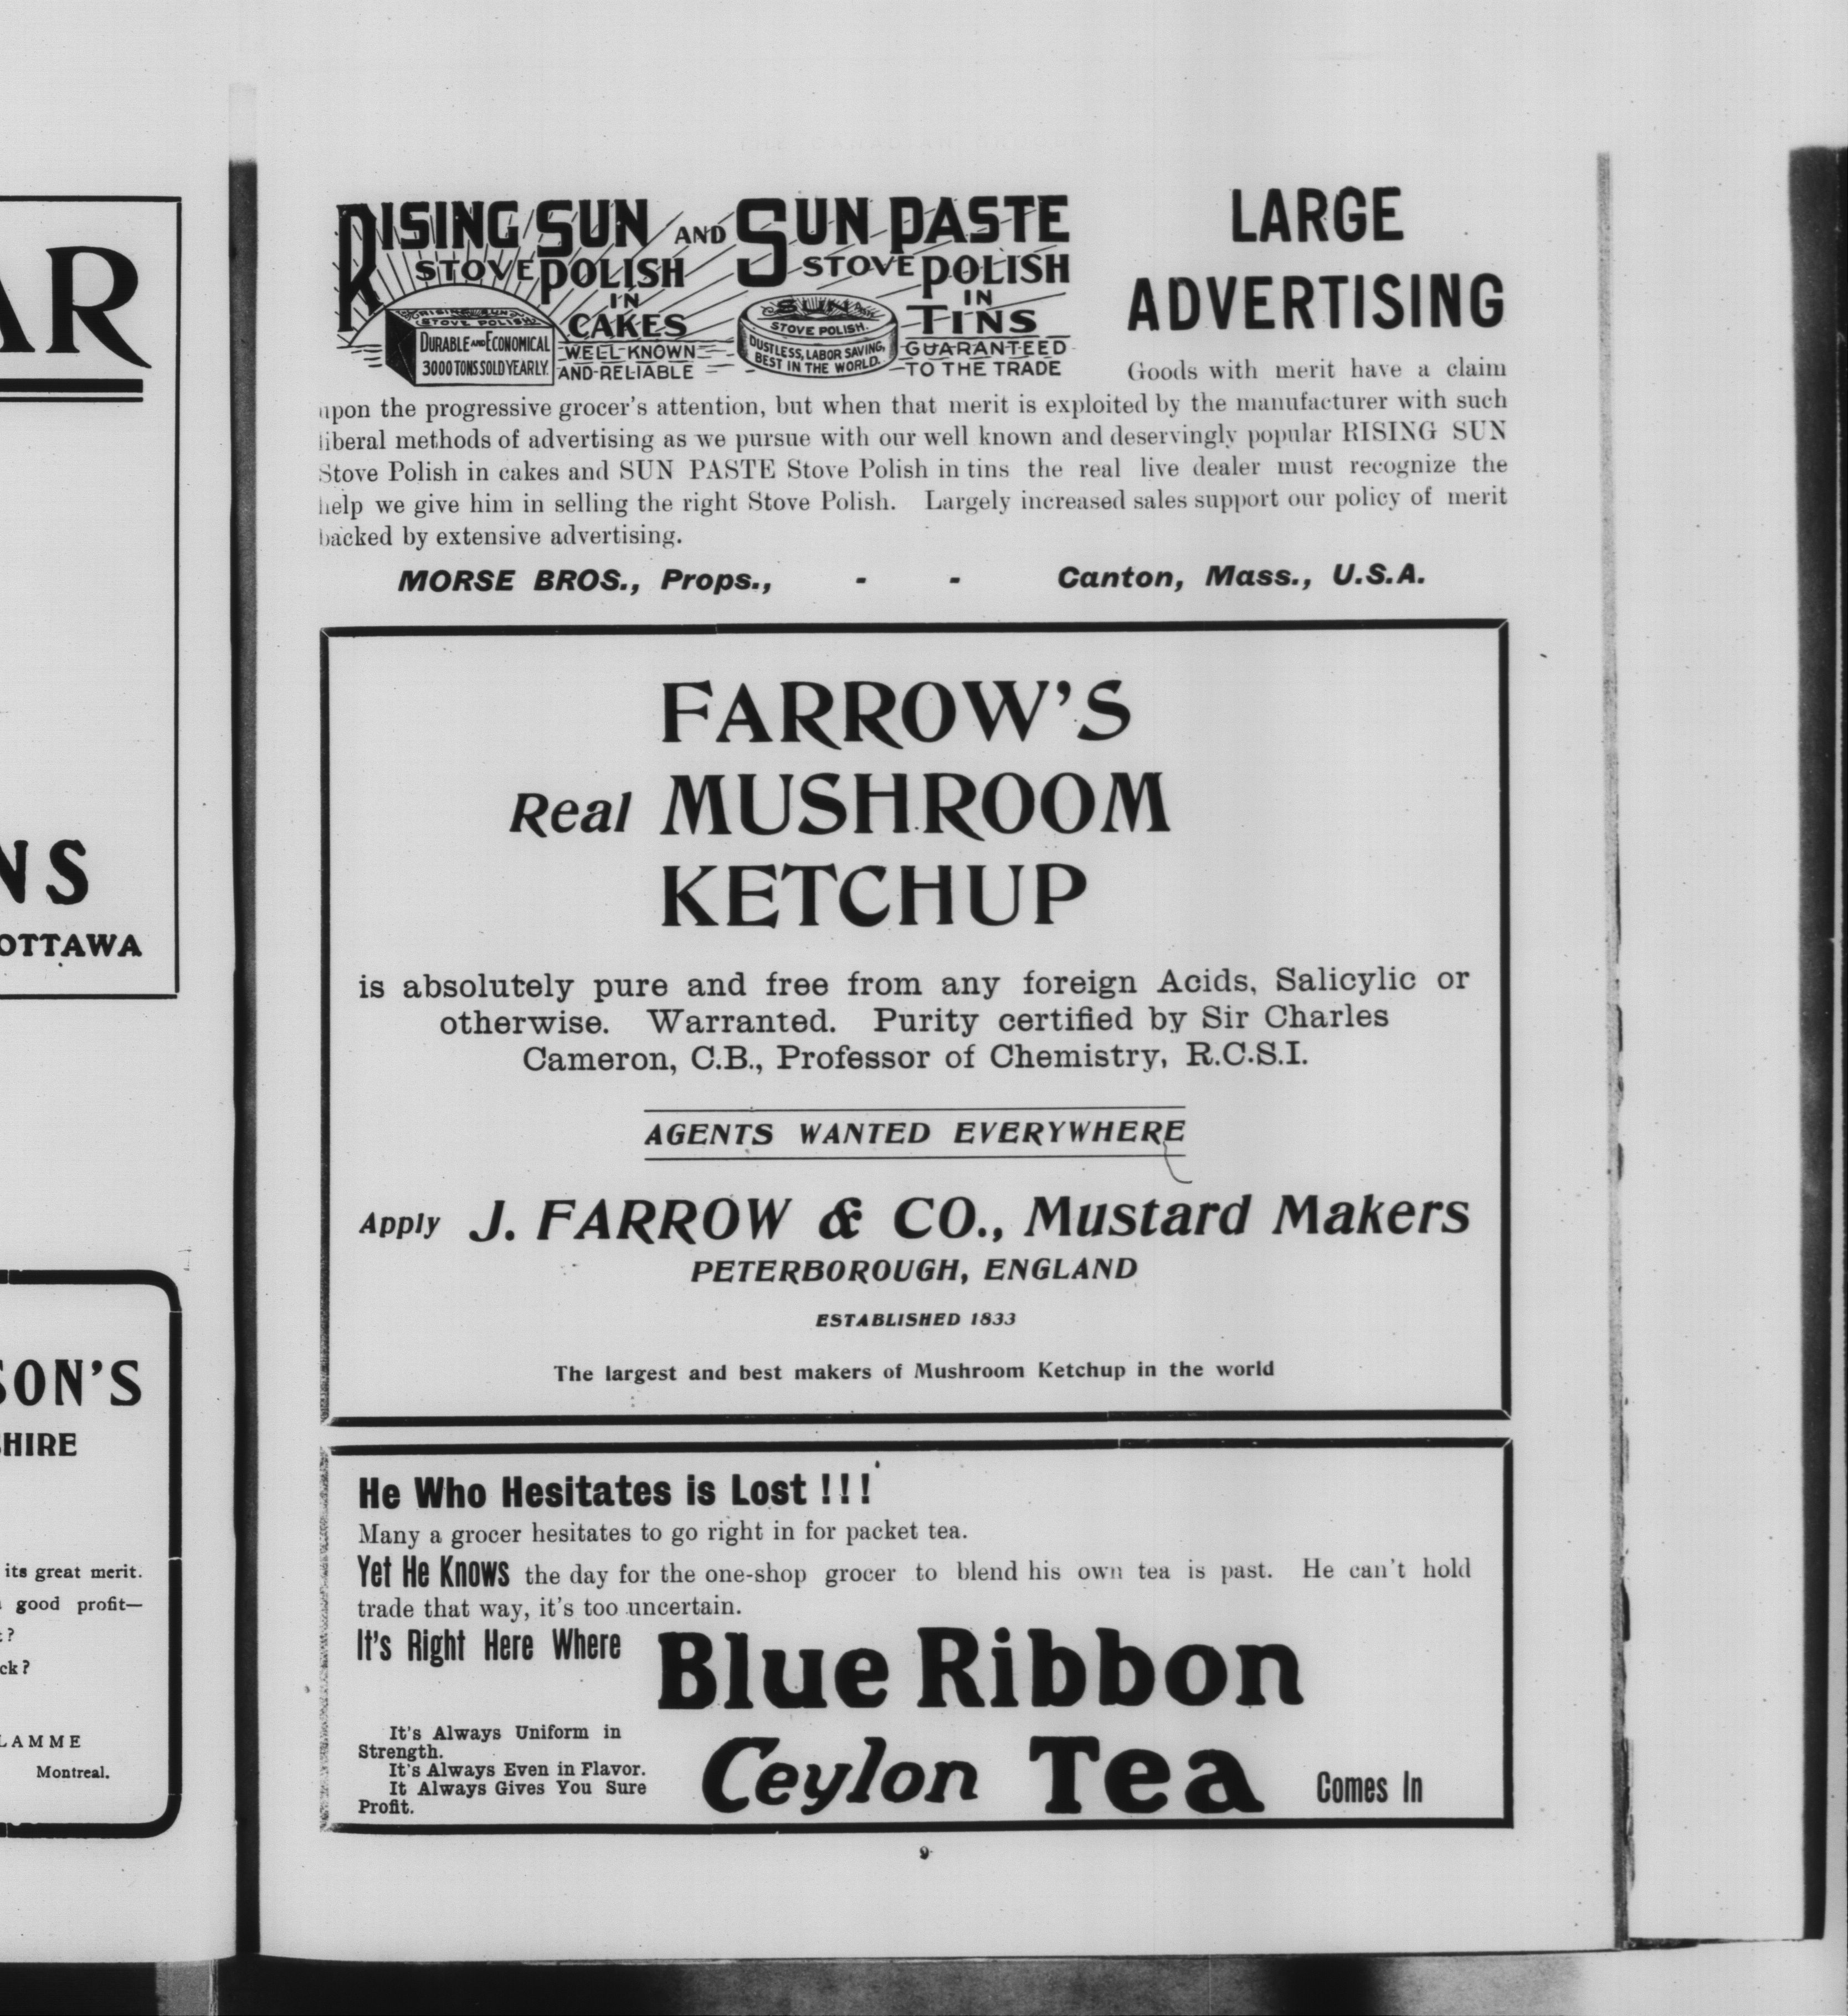 AR
NS
OTTAWA
SON'S
SHIRE
its great merit.
good profit—
?
ck?
LAMME
Montreal.
RISING SUN
STOVE POLISH
IN
CAKES
WELL KNOWN
AND RELIABLE
RISING SUN
STOVE POLISH
DURABLE AND ECONOMICAL
3000 TONS SOLD YEARLY.
AND
SUN PASTE
STOVE POLISH
IN
TINS
GUARANTEED
TO THE TRADE
SUN
STOVE POLISH.
DUSTLESS, LABOR SAVING,
BEST IN THE WORLD.
LARGE
ADVERTISING
Goods with merit have a claim
upon the progressive grocer's attention, but when that merit is exploited by the manufacturer with such
liberal methods of advertising as we pursue with our well known and deservingly popular RISING SUN
Stove Polish in cakes and SUN PASTE Stove Polish in tins the real live dealer must recognize the
help we give him in selling the right Stove Polish. Largely increased sales support our policy of merit
backed by extensive advertising.
MORSE BROS., Props., - - Canton, Mass., U.S.A.
FARROW'S
Real MUSHROOM
KETCHUP
is absolutely pure and free from any foreign Acids, Salicylic or
otherwise. Warranted. Purity certified by Sir Charles
Cameron, C.B., Professor of Chemistry, R.C.S.I.
AGENTS WANTED EVERYWHERE
Apply J. FARROW & CO., Mustard Makers
PETERBOROUGH, ENGLAND
ESTABLISHED 1833
The largest and best makers of Mushroom Ketchup in the world
He Who Hesitates is Lost !!!
Many a grocer hesitates to go right in for packet tea.
Yet He Knows the day for the one-shop grocer to blend his own tea is past. He can't hold
trade that way, it's too uncertain.
It's Right Here Where Blue Ribbon
It's Always Uniform in
Strength.
It's Always Even in Flavor.
It Always Gives You Sure
Profit.
Ceylon Tea Comes In
9